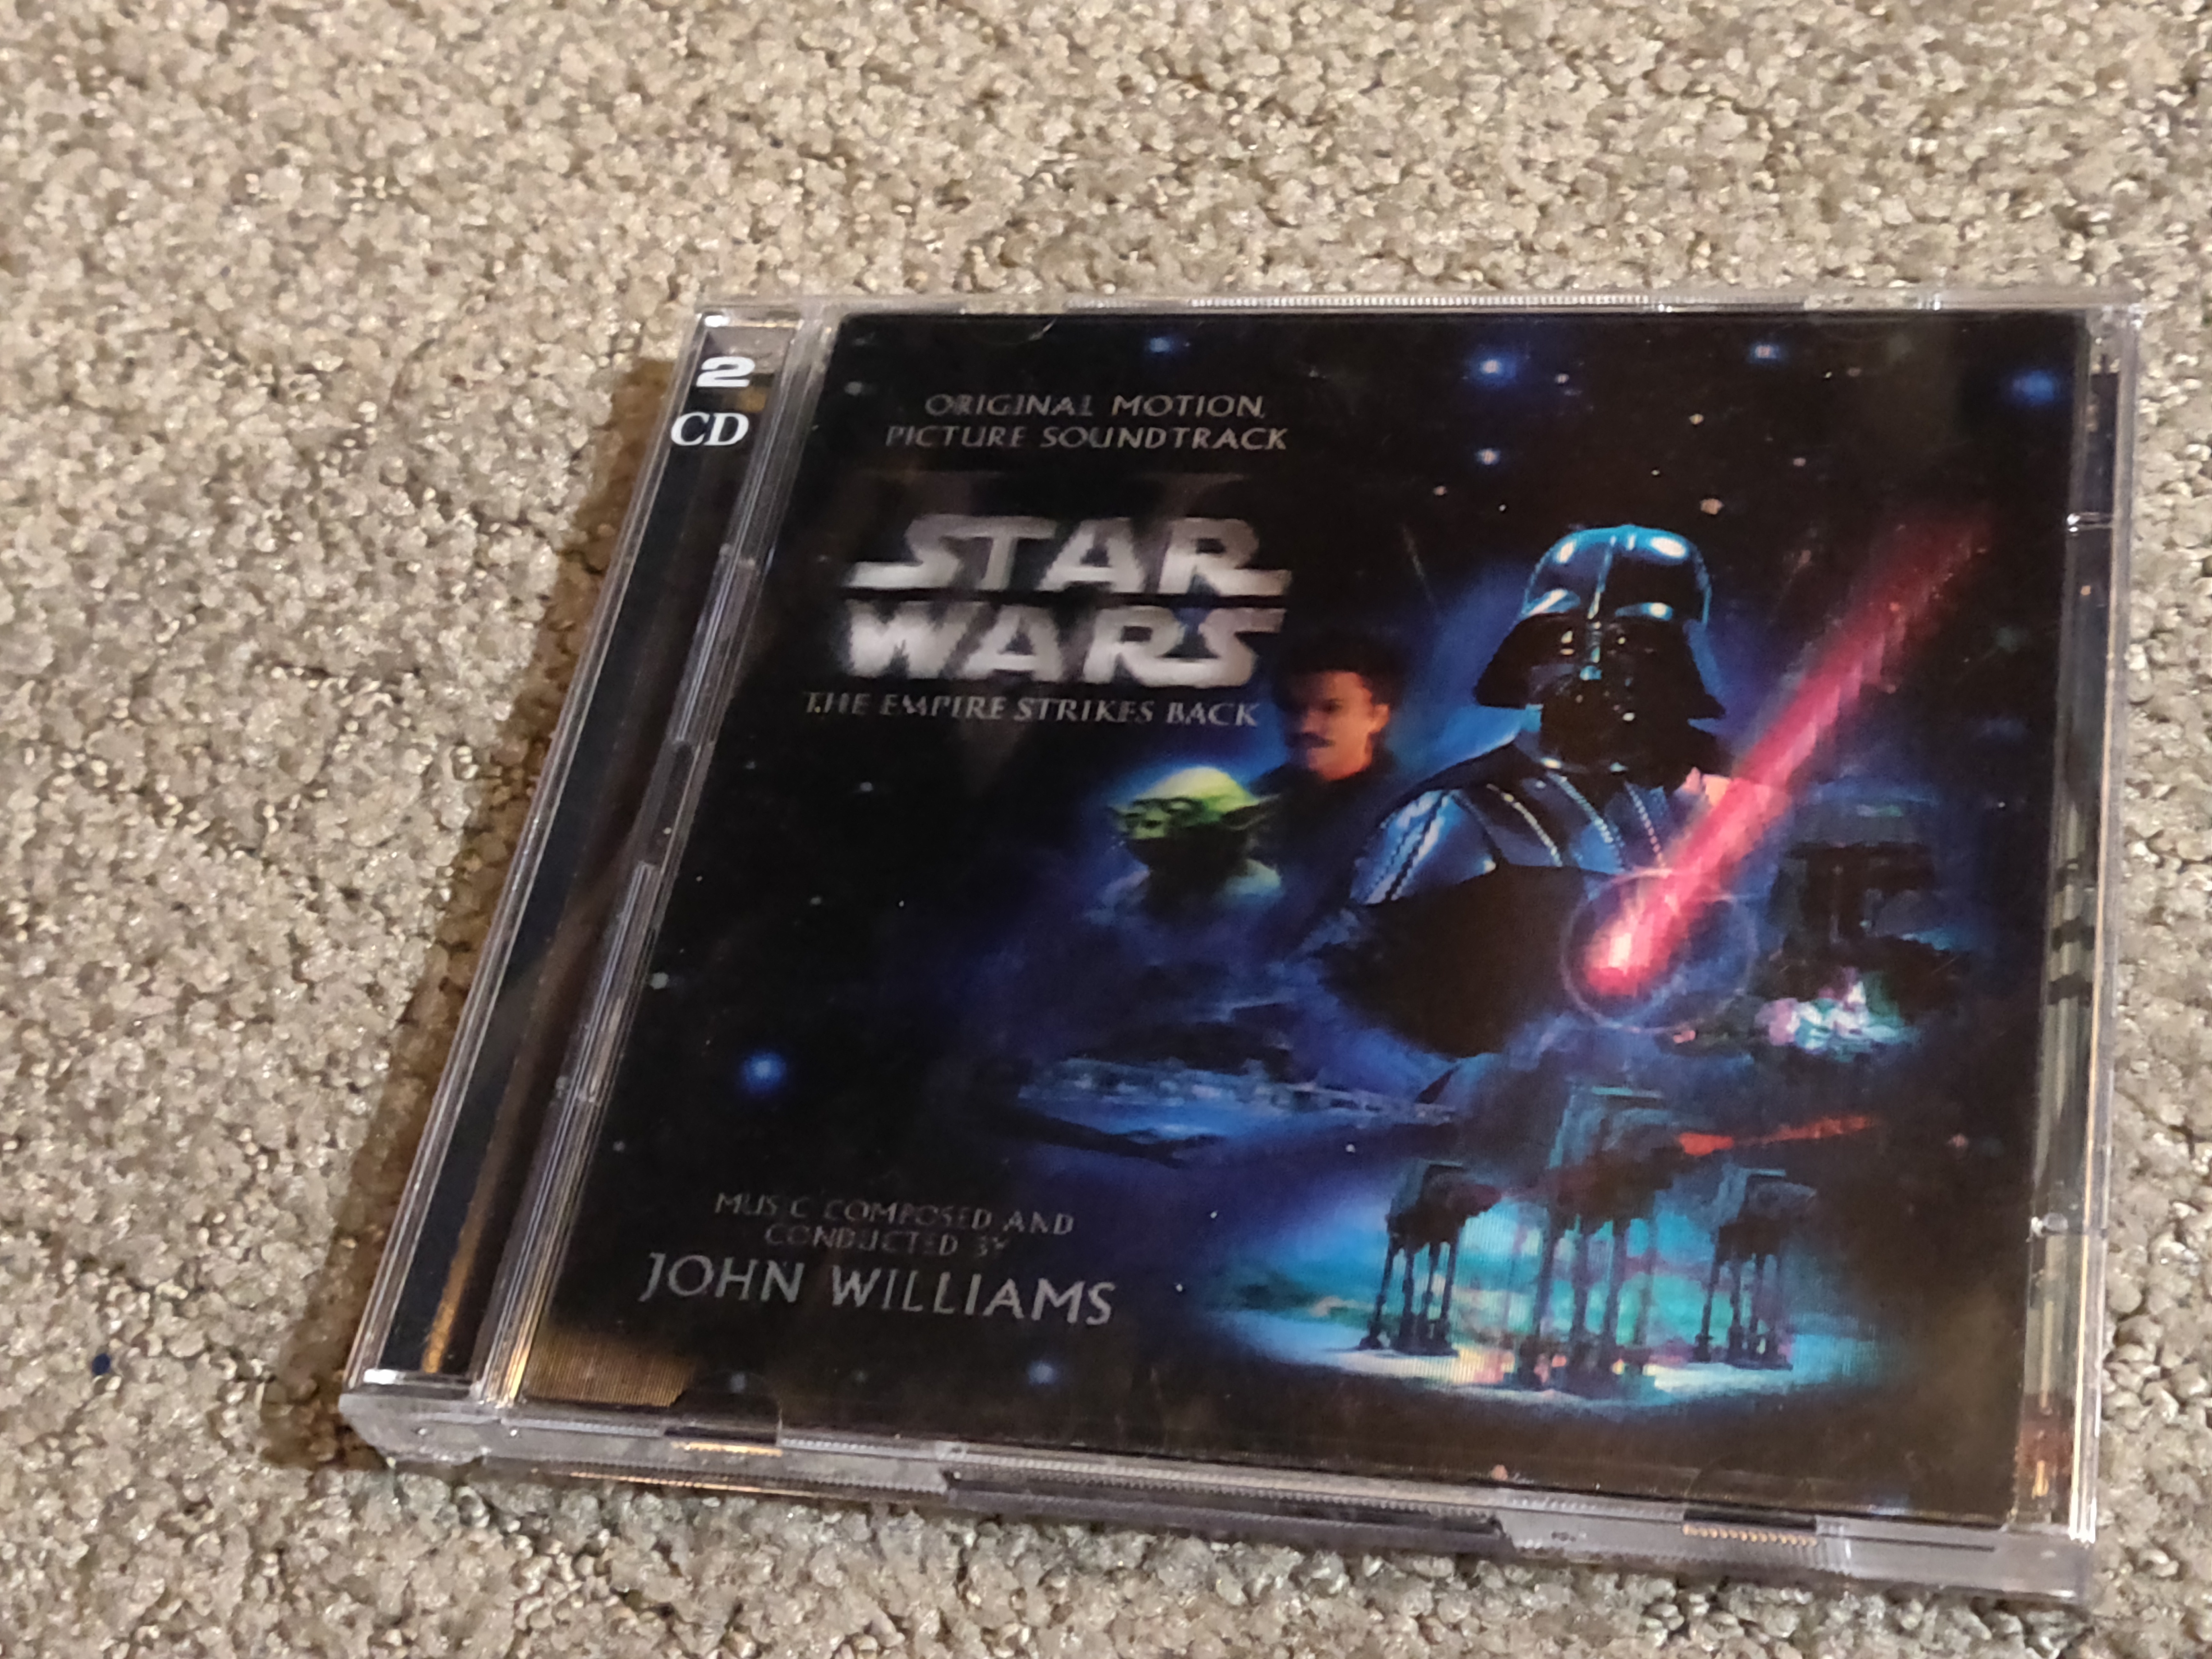 2
CD
ORIGINAL MOTION
PICTURE SOUNDTRACK
STAR
WARS
THE EMPIRE STRIKES BACK
MUSIC COMPOSED AND
CONDUCTED BY
JOHN WILLIAMS